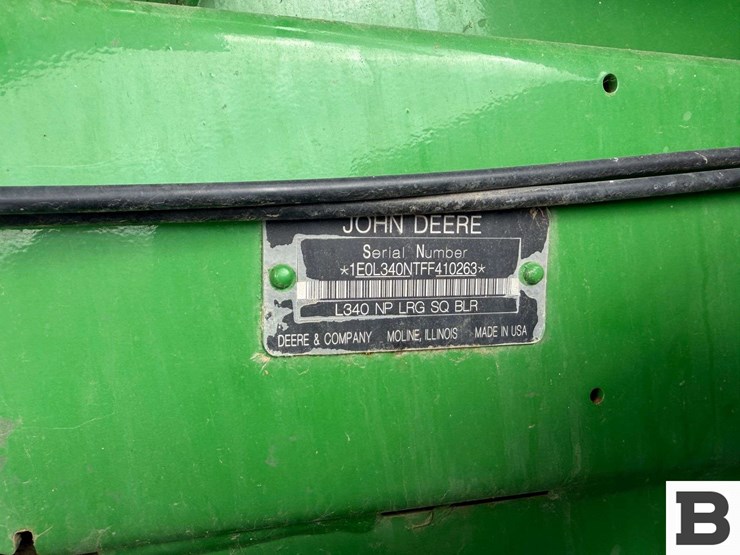 JOHN DEERE
Serial Number
*1E0L340NTFF410263*
L340 NP LRG SQ BLR
DEERE & COMPANY MOLINE, ILLINOIS MADE IN USA
B